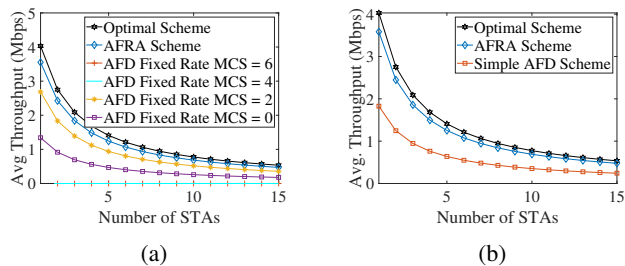 Avg Throughput (Mbps)
5
4
3
2
1
0
Optimal Scheme
AFRA Scheme
AFD Fixed Rate MCS = 6
AFD Fixed Rate MCS = 4
AFD Fixed Rate MCS = 2
AFD Fixed Rate MCS = 0
5 10 15
Number of STAs
(a)
Avg. Throughput (Mbps)
4
3
2
1
0
Optimal Scheme
AFRA Scheme
Simple AFD Scheme
5 10 15
Number of STAs
(b)